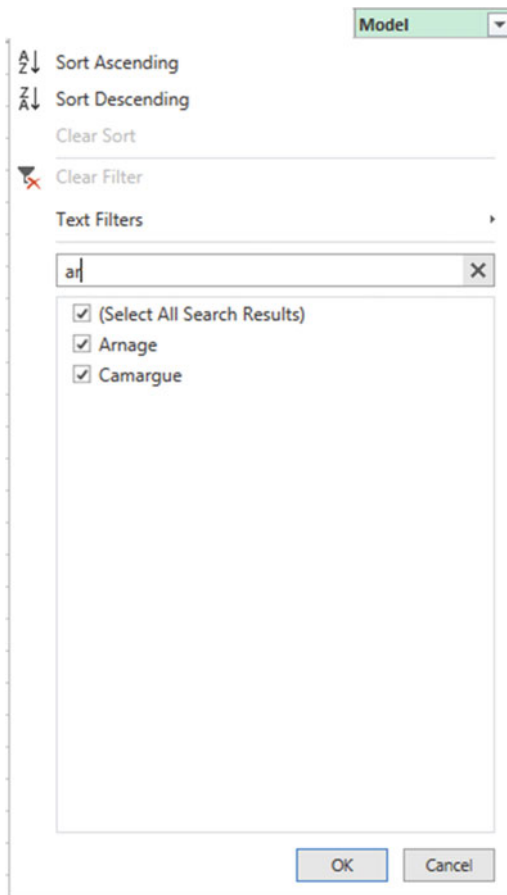 Model
Sort Ascending
Sort Descending
Clear Sort
Clear Filter
Text Filters
ar
(Select All Search Results)
Arnage
Camargue
OK Cancel